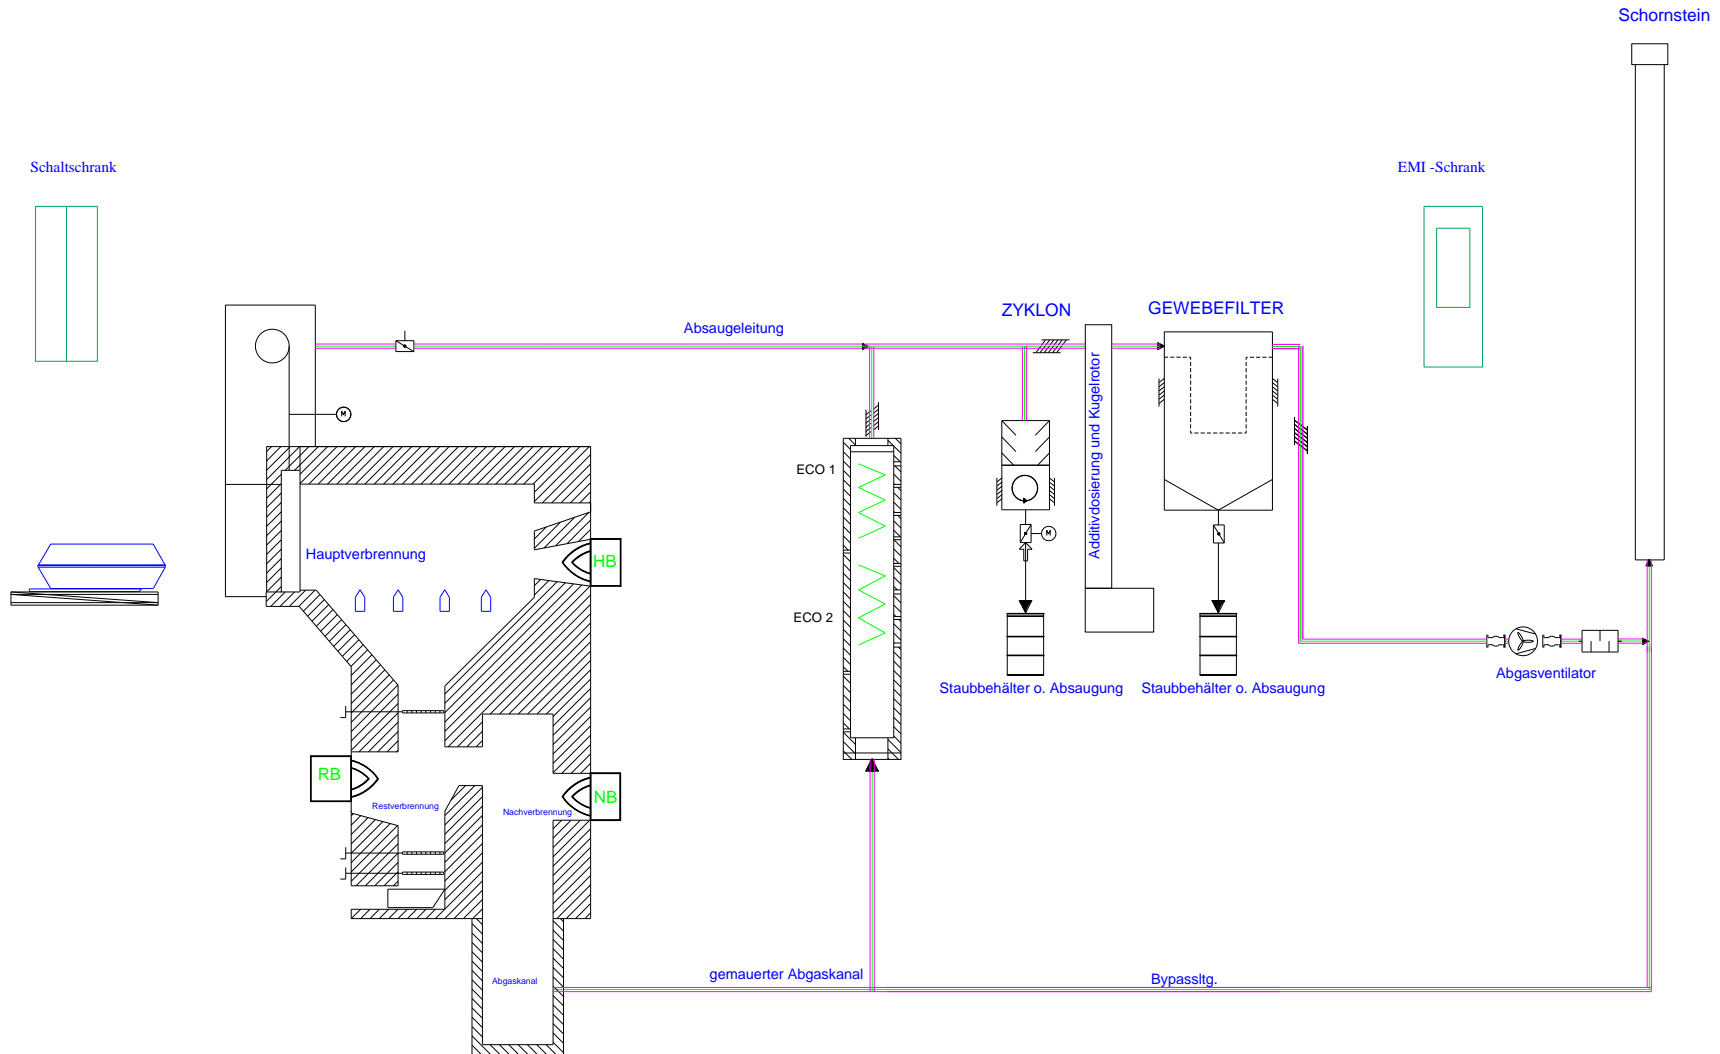 Schornstein
Schaltschrank
EMI -Schrank
ZYKLON
GEWEBEFILTER
Absaugeleitung
Additivdosierung und Kugelrotor
M
ECO 1
Hauptverbrennung
HB
M
ECO 2
Staubbehälter o. Absaugung
Staubbehälter o. Absaugung
Abgasventilator
RB
NB
Restverbrennung
Nachverbrennung
gemauerter Abgaskanal
Bypassltg.
Abgaskanal